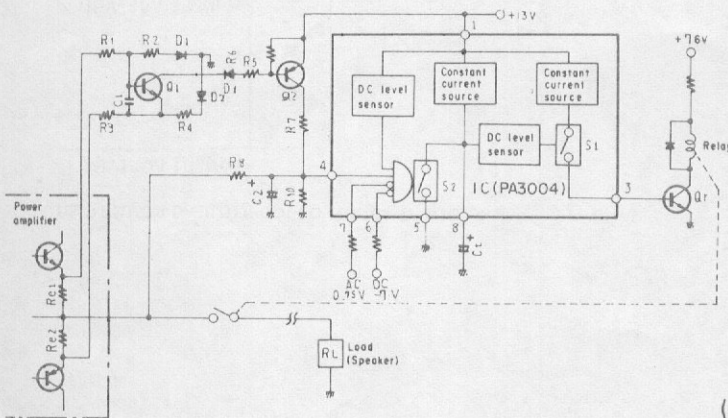 R1
R2
D1
R6
R5
Q1
D1
Q2
C1
D2
R3
R4
R7
+13V
1
DC level
sensor
Constant
current
source
Constant
current
source
DC level
sensor
S1
S2
IC(PA3004)
R8
4
C2
R10
7
6
5
8
3
Ct
AC
0.75V
DC
-7V
+76V
Relay
Qr
Power
amplifier
Re1
Re2
RL
Load
(Speaker)